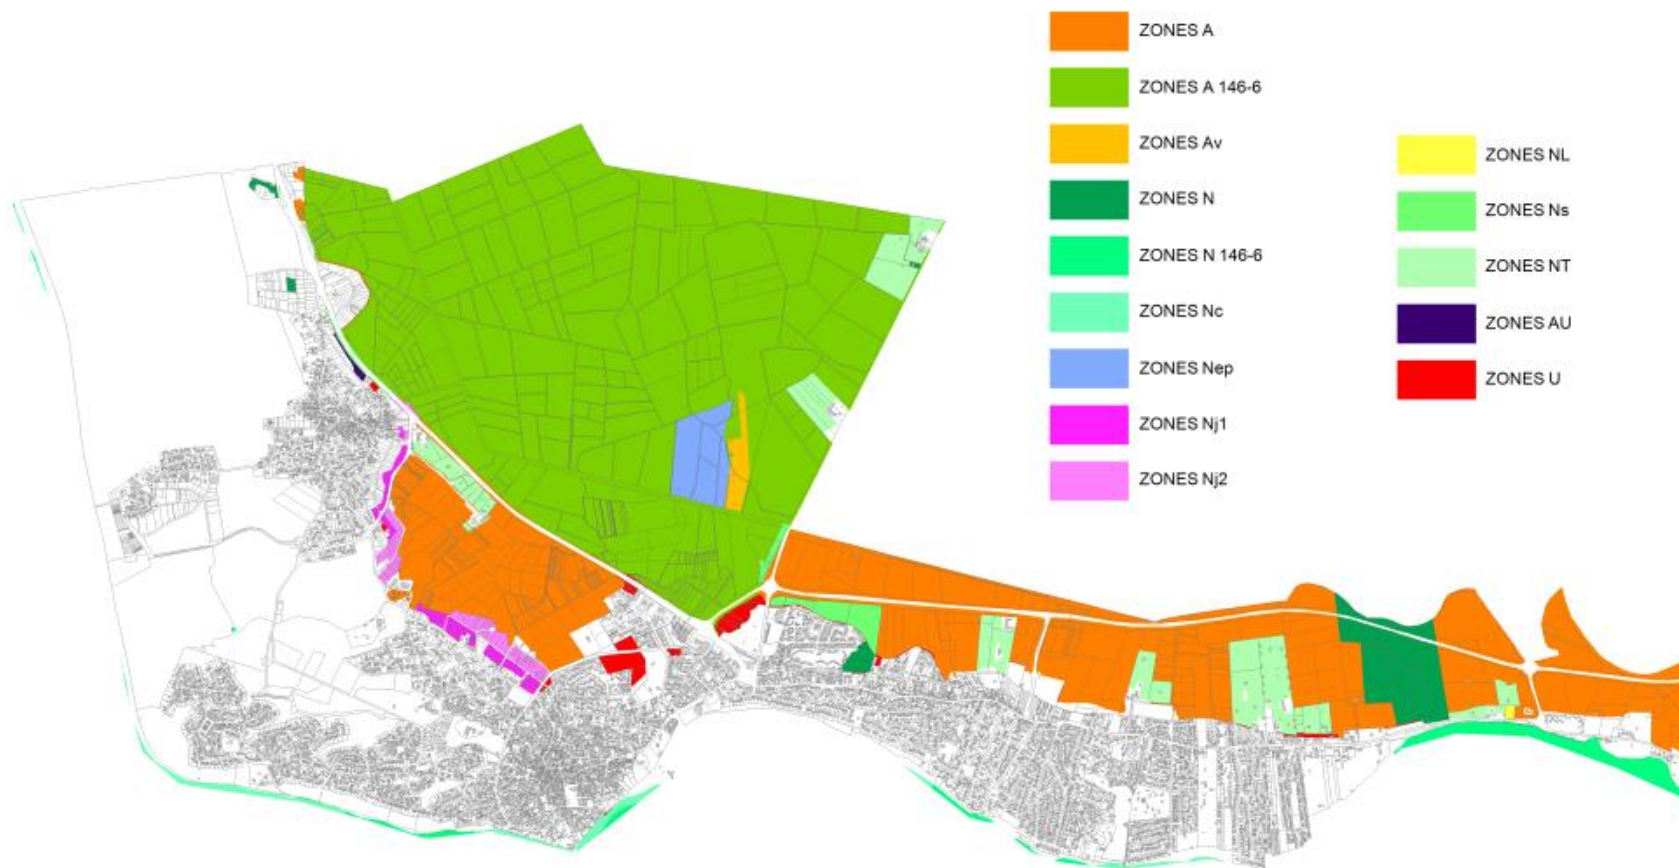 ZONES A
ZONES A 146-6
ZONES Av
ZONES N
ZONES N 146-6
ZONES Nc
ZONES Nep
ZONES Nj1
ZONES Nj2
ZONES NL
ZONES Ns
ZONES NT
ZONES AU
ZONES U